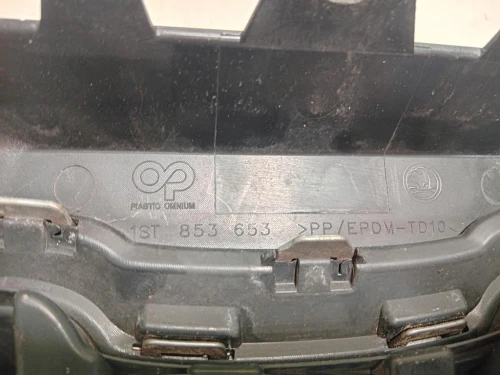 OP
PLASTIC OMNIUM
1ST 853 653 >PP/EPDM-TD10<